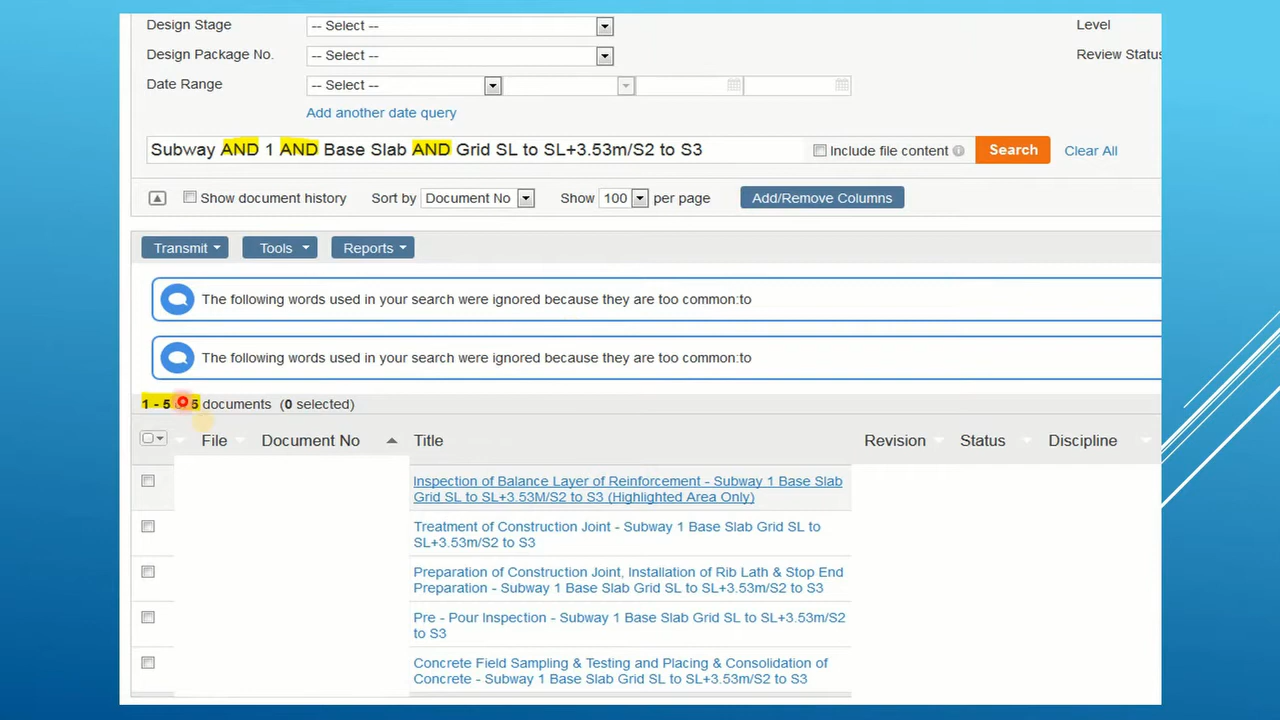 Design Stage -- Select -- Level
Design Package No. -- Select -- Review Status
Date Range -- Select --
Add another date query
Subway AND 1 AND Base Slab AND Grid SL to SL+3.53m/S2 to S3 Include file content Search Clear All
Show document history Sort by Document No Show 100 per page Add/Remove Columns
Transmit Tools Reports
The following words used in your search were ignored because they are too common:to
The following words used in your search were ignored because they are too common:to
1 - 5 5 documents (0 selected)
File Document No Title Revision Status Discipline
Inspection of Balance Layer of Reinforcement - Subway 1 Base Slab
Grid SL to SL+3.53M/S2 to S3 (Highlighted Area Only)
Treatment of Construction Joint - Subway 1 Base Slab Grid SL to
SL+3.53m/S2 to S3
Preparation of Construction Joint, Installation of Rib Lath & Stop End
Preparation - Subway 1 Base Slab Grid SL to SL+3.53m/S2 to S3
Pre - Pour Inspection - Subway 1 Base Slab Grid SL to SL+3.53m/S2
to S3
Concrete Field Sampling & Testing and Placing & Consolidation of
Concrete - Subway 1 Base Slab Grid SL to SL+3.53m/S2 to S3